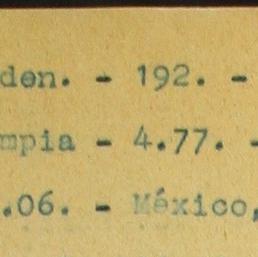 den. - 192. -
mpia - 4.77. -
.06. - México,